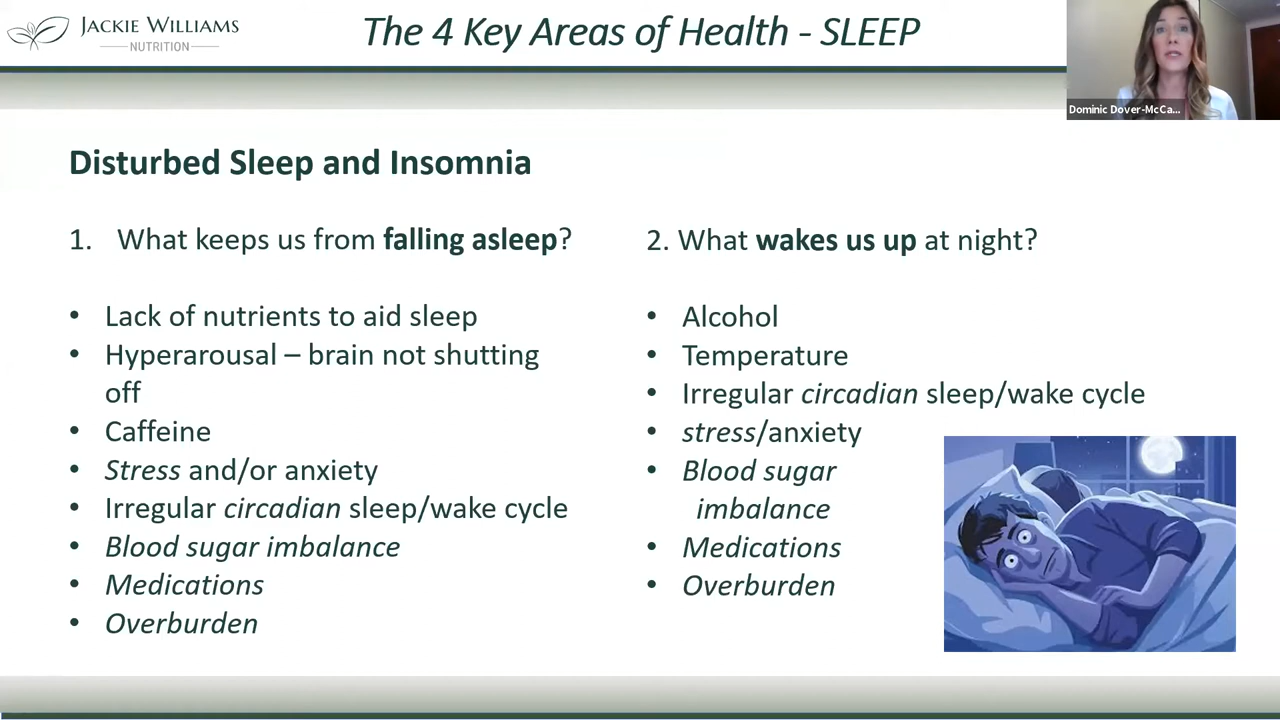 JACKIE WILLIAMS
NUTRITION
The 4 Key Areas of Health - SLEEP
Dominic Dover-McCa...
Disturbed Sleep and Insomnia
1. What keeps us from falling asleep?
• Lack of nutrients to aid sleep
• Hyperarousal – brain not shutting
off
• Caffeine
• Stress and/or anxiety
• Irregular circadian sleep/wake cycle
• Blood sugar imbalance
• Medications
• Overburden
2. What wakes us up at night?
• Alcohol
• Temperature
• Irregular circadian sleep/wake cycle
• stress/anxiety
• Blood sugar
imbalance
• Medications
• Overburden